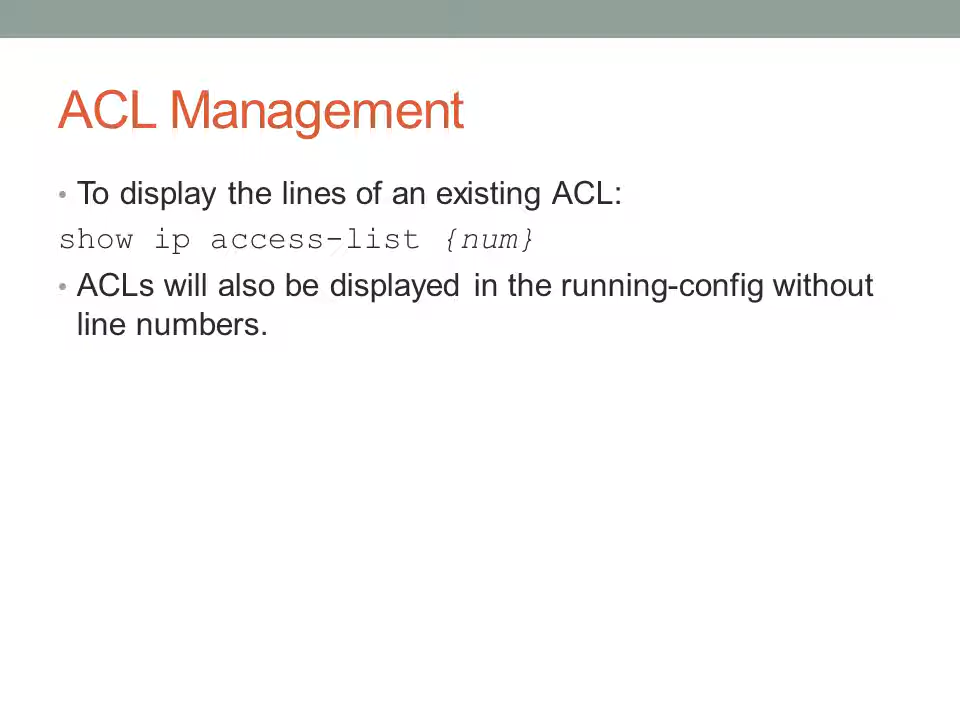 ACL Management
• To display the lines of an existing ACL:
show ip access-list {num}
• ACLs will also be displayed in the running-config without
line numbers.